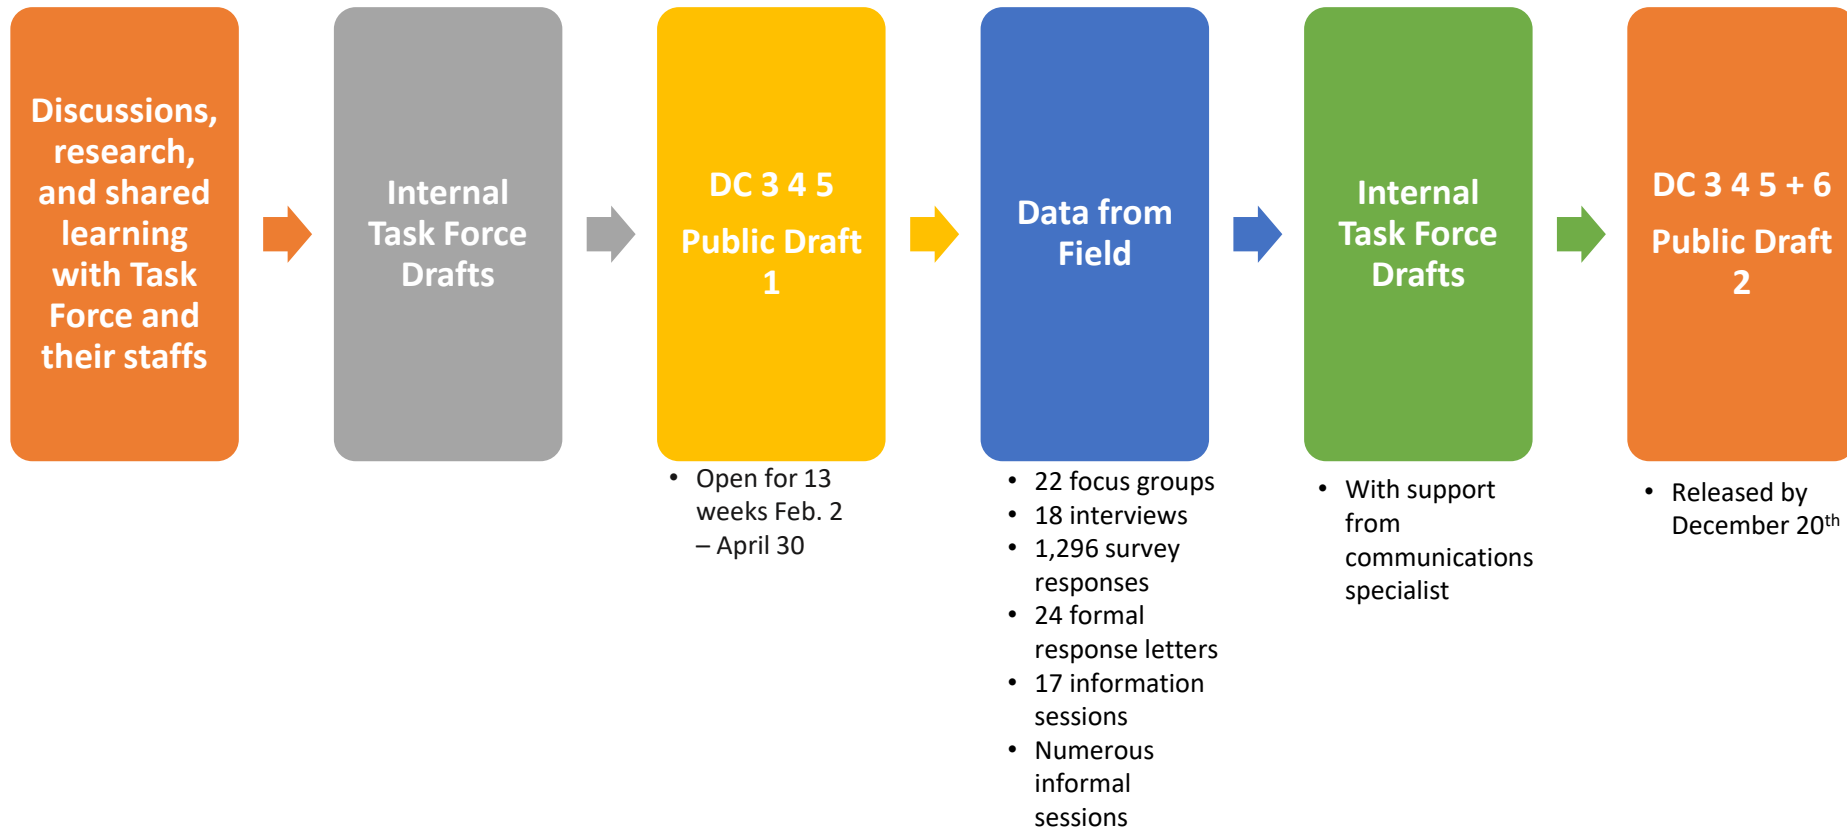 Discussions,
research,
and shared
learning
with Task
Force and
their staffs
Internal
Task Force
Drafts
DC 3 4 5
Public Draft
1
• Open for 13
weeks Feb. 2
– April 30
Data from
Field
• 22 focus groups
• 18 interviews
• 1,296 survey
responses
• 24 formal
response letters
• 17 information
sessions
• Numerous
informal
sessions
Internal
Task Force
Drafts
• With support
from
communications
specialist
DC 3 4 5 + 6
Public Draft
2
• Released by
December 20th